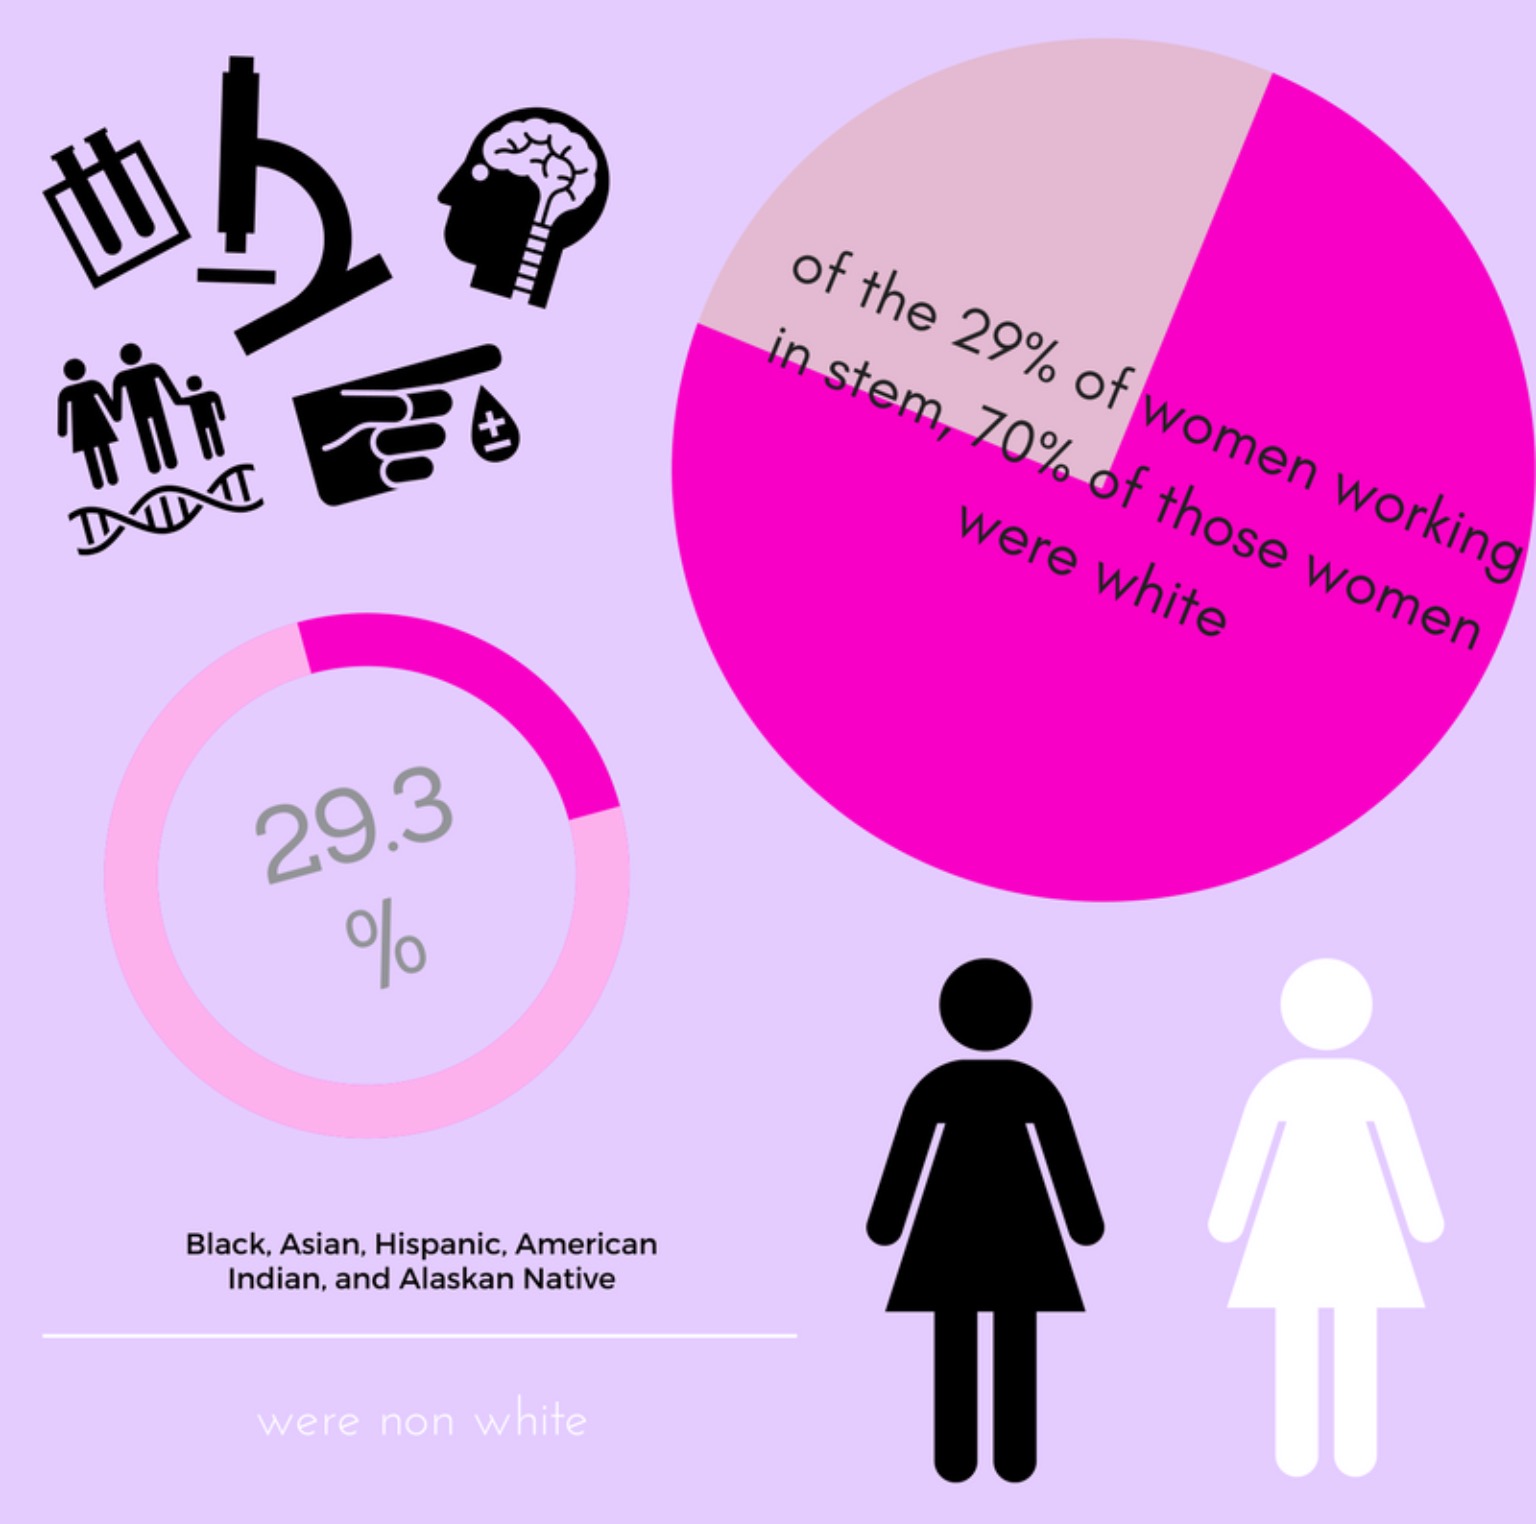 of the 29% of women working
in stem, 70% of those women
were white
29.3
%
Black, Asian, Hispanic, American
Indian, and Alaskan Native
were non white